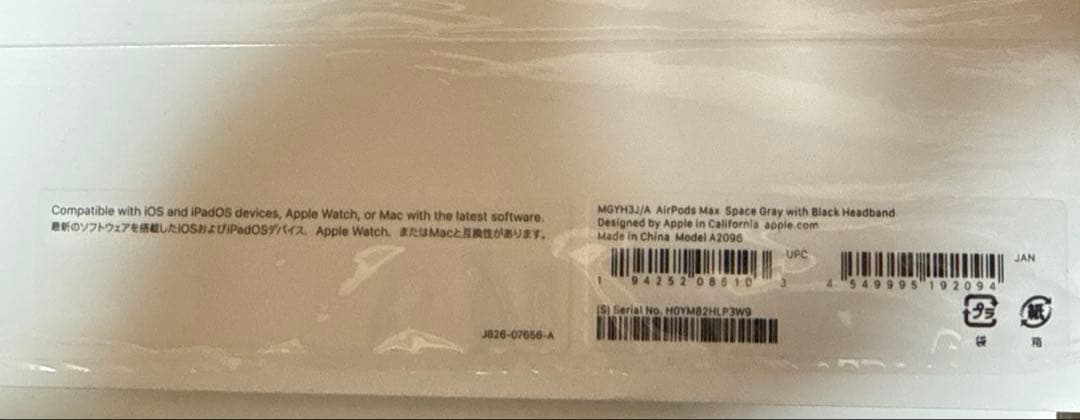 Compatible with iOS and iPadOS devices, Apple Watch, or Mac with the latest software.
最新のソフトウェアを搭載したiOSおよびiPadOSデバイス、Apple Watch、またはMacと互換性があります。
J826-07656-A
MGYH3J/A AirPods Max Space Gray with Black Headband
Designed by Apple in California apple.com
Made in China Model A2096
UPC
1 94252 08610 3
JAN
4 549995 192094
(S) Serial No. H0YM82HLP3W9
プラ
袋
紙
箱